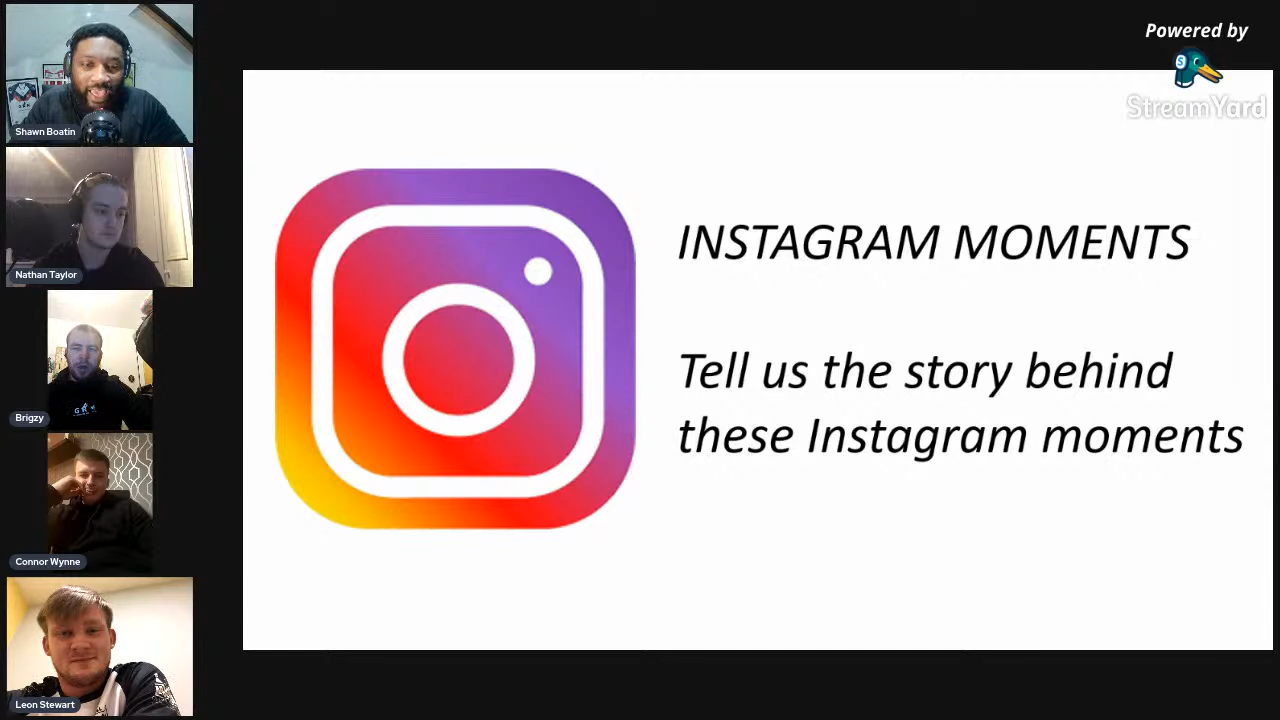 Powered by
StreamYard
Shawn Boatin
Nathan Taylor
Brigzy
Connor Wynne
Leon Stewart
INSTAGRAM MOMENTS
Tell us the story behind
these Instagram moments